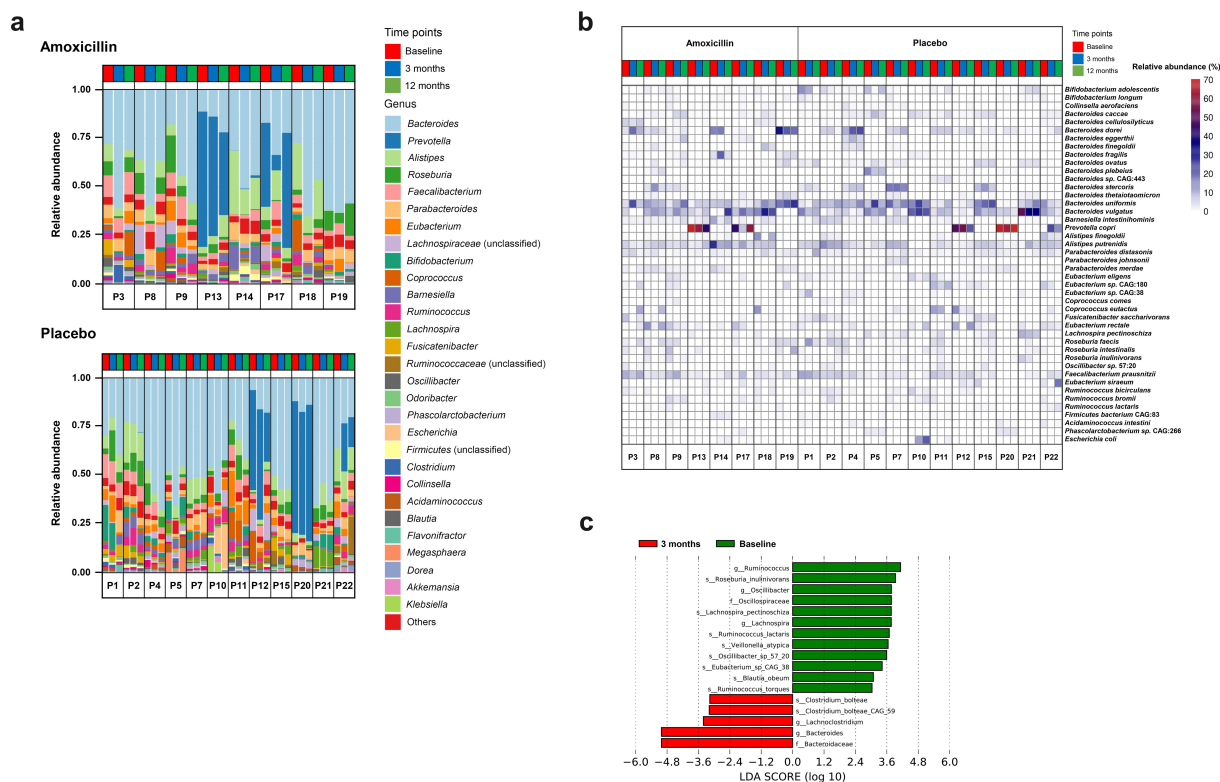 a
Amoxicillin
1.00
0.75
0.50
0.25
0.00
Relative abundance
P3 P8 P9 P13 P14 P17 P18 P19
Placebo
1.00
0.75
0.50
0.25
0.00
Relative abundance
P1 P2 P4 P5 P7 P10 P11 P12 P15 P20 P21 P22
Time points
Baseline
3 months
12 months
Genus
Bacteroides
Prevotella
Alistipes
Roseburia
Faecalibacterium
Parabacteroides
Eubacterium
Lachnospiraceae (unclassified)
Bifidobacterium
Coprococcus
Barnesiella
Ruminococcus
Lachnospira
Fusicatenibacter
Ruminococcaceae (unclassified)
Oscillibacter
Odoribacter
Phascolarctobacterium
Escherichia
Firmicutes (unclassified)
Clostridium
Collinsella
Acidaminococcus
Blautia
Flavonifractor
Megasphaera
Dorea
Akkemansia
Klebsiella
Others
b
Amoxicillin Placebo
Time points
Baseline
3 months
12 months
Relative abundance (%)
70
60
50
40
30
20
10
0
Bifidobacterium adolescentis
Bifidobacterium longum
Collinsella aerofaciens
Bacteroides caccae
Bacteroides cellulosilyticus
Bacteroides dorei
Bacteroides eggerthii
Bacteroides finegoldii
Bacteroides fragilis
Bacteroides ovatus
Bacteroides plebeius
Bacteroides sp. CAG:443
Bacteroides stercoris
Bacteroides thetaiotaomicron
Bacteroides uniformis
Bacteroides vulgatus
Barnesiella intestinihominis
Prevotella copri
Alistipes finegoldii
Alistipes putrenidis
Parabacteroides distasonis
Parabacteroides johnsonii
Parabacteroides merdae
Eubacterium eligens
Eubacterium sp. CAG:180
Eubacterium sp. CAG:38
Coprococcus comes
Coprococcus eutactus
Fusicatenibacter saccharivorans
Eubacterium rectale
Lachnospira pectinoschiza
Roseburia faecis
Roseburia intestinalis
Roseburia inulinivorans
Oscillibacter sp. 57:20
Faecalibacterium prausnitzii
Eubacterium siraeum
Ruminococcus bicirculans
Ruminococcus bromii
Ruminococcus lactaris
Firmicutes bacterium CAG:83
Acidaminococcus intestini
Phascolarctobacterium sp. CAG:266
Escherichia coli
P3 P8 P9 P13 P14 P17 P18 P19 P1 P2 P4 P5 P7 P10 P11 P12 P15 P20 P21 P22
c
3 months Baseline
g__Ruminococcus
s__Roseburia_inulinivorans
g__Oscillibacter
f__Oscillospiraceae
s__Lachnospira_pectinoschiza
g__Lachnospira
s__Ruminococcus_lactaris
s__Veillonella_atypica
s__Oscillibacter_sp_57_20
s__Eubacterium_sp_CAG_38
s__Blautia_obeum
s__Ruminococcus_torques
s__Clostridium_bolteae
s__Clostridium_bolteae_CAG_59
g__Lachnoclostridium
g__Bacteroides
f__Bacteroidaceae
−6.0 −4.8 −3.6 −2.4 −1.2 0.0 1.2 2.4 3.6 4.8 6.0
LDA SCORE (log 10)